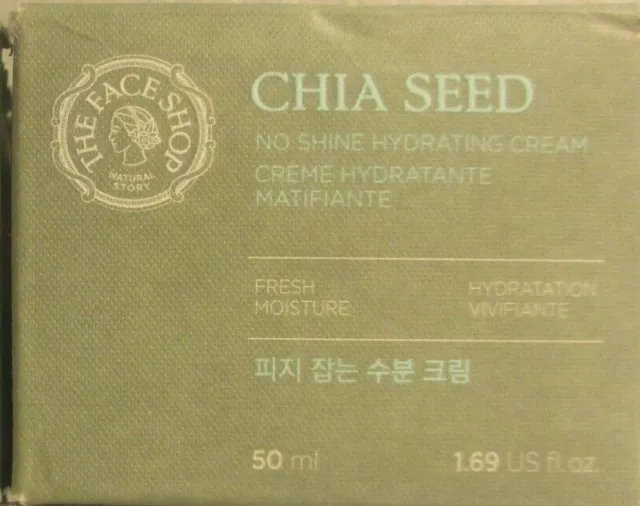 THE FACE SHOP
NATURAL
STORY
CHIA SEED
NO SHINE HYDRATING CREAM
CRÈME HYDRATANTE
MATIFIANTE
FRESH
MOISTURE
HYDRATATION
VIVIFIANTE
피지 잡는 수분 크림
50 ml
1.69 US fl. oz.